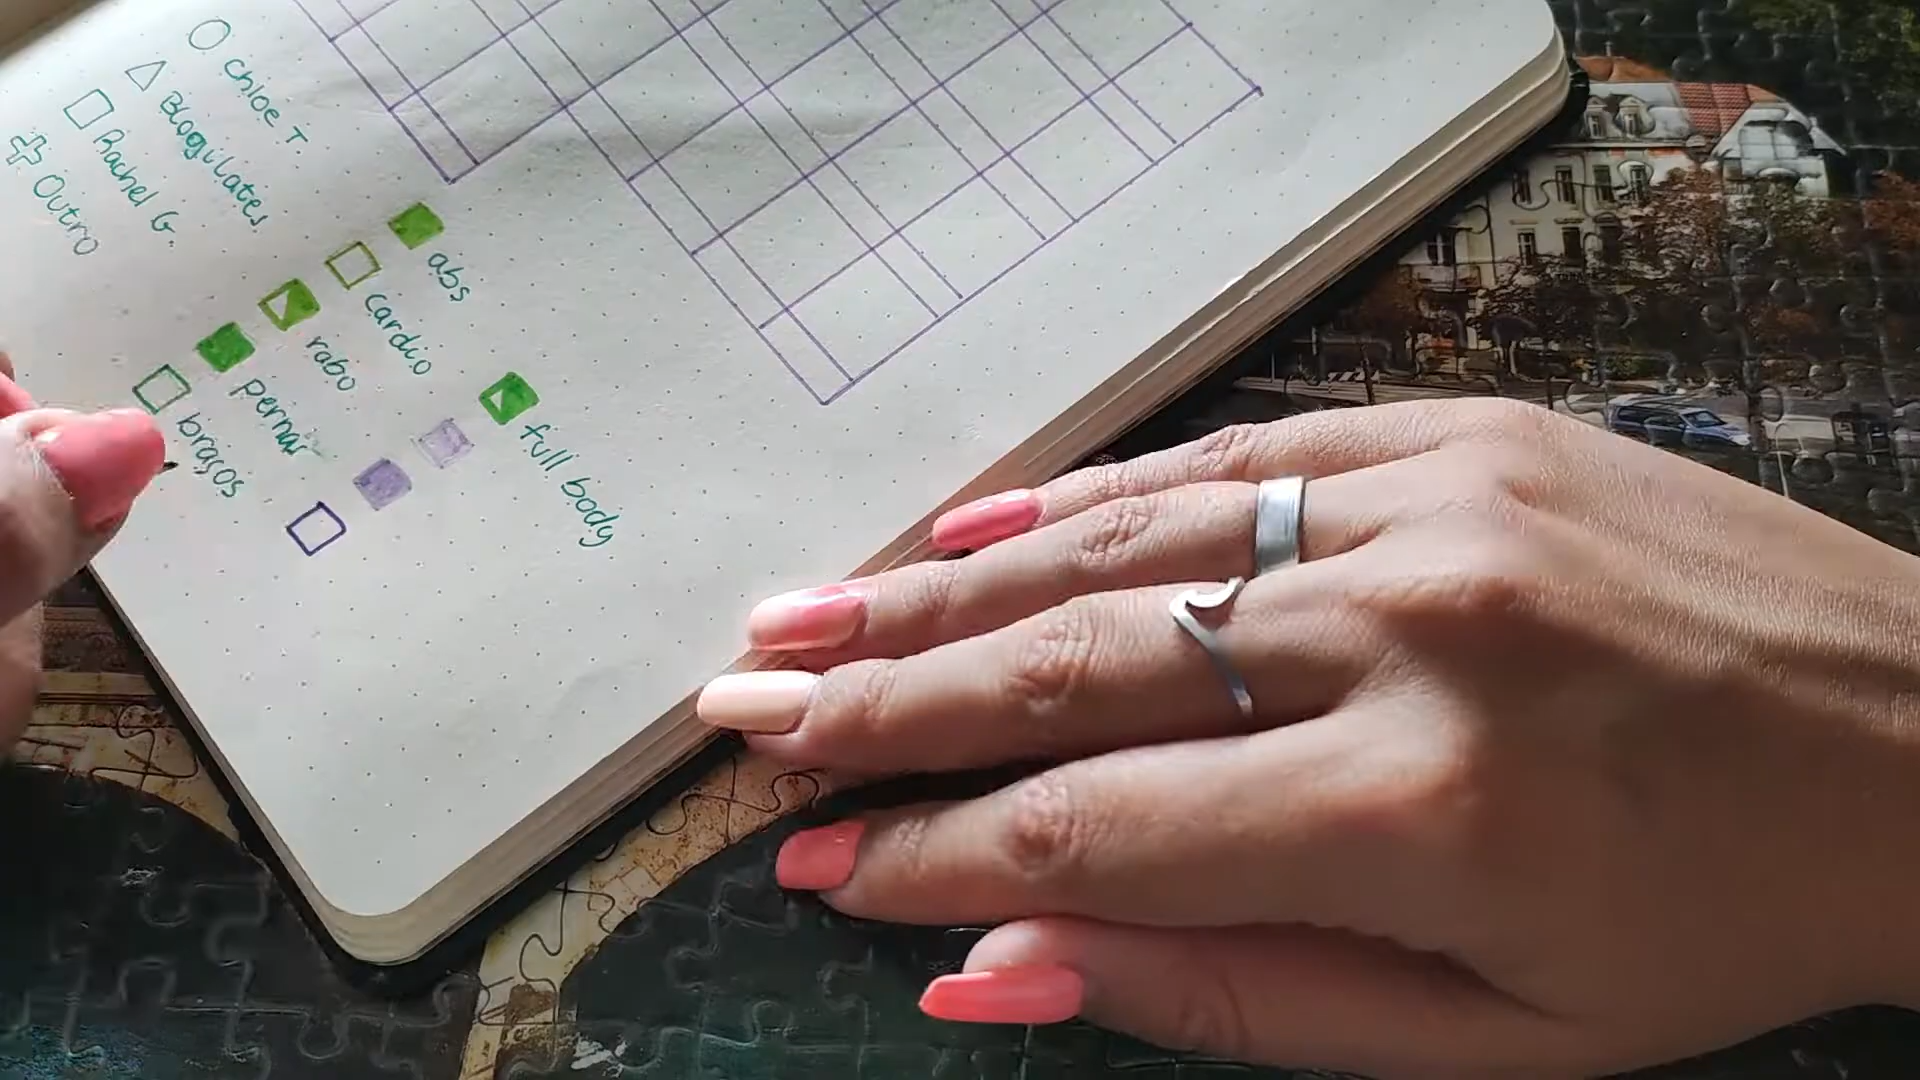 Chloe T
Blogilates
Rachel G.
Outro
abs
cardio
rabo
pernas
braços
full body